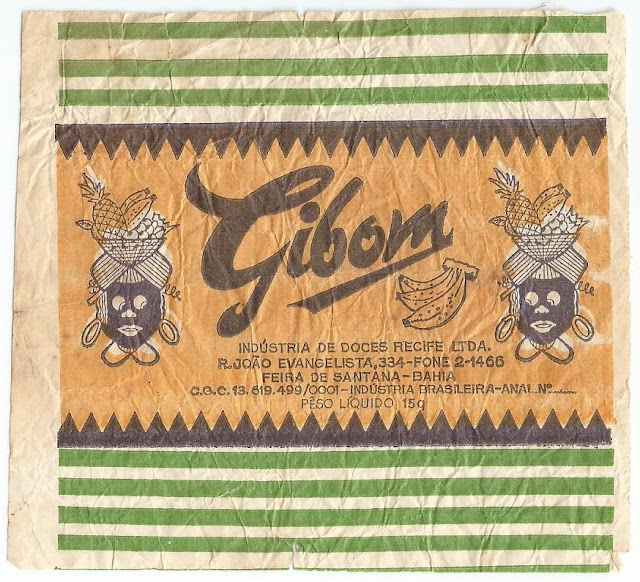 Gibom
INDÚSTRIA DE DOCES RECIFE LTDA.
R. JOÃO EVANGELISTA, 334-FONE 2-1466
FEIRA DE SANTANA-BAHIA
C.G.C. 13.619.499/0001-INDÚSTRIA BRASILEIRA-ANAL.Nº
PÊSO LÍQUIDO 15g